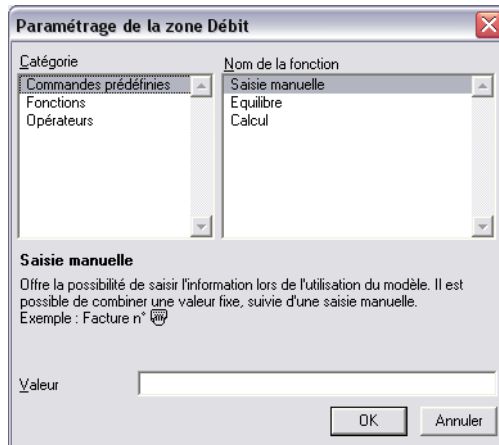 Paramétrage de la zone Débit
Catégorie
Nom de la fonction
Commandes prédéfinies
Fonctions
Opérateurs
Saisie manuelle
Equilibre
Calcul
Saisie manuelle
Offre la possibilité de saisir l'information lors de l'utilisation du modèle. Il est
possible de combiner une valeur fixe, suivie d'une saisie manuelle.
Exemple : Facture n°
Valeur
OK
Annuler